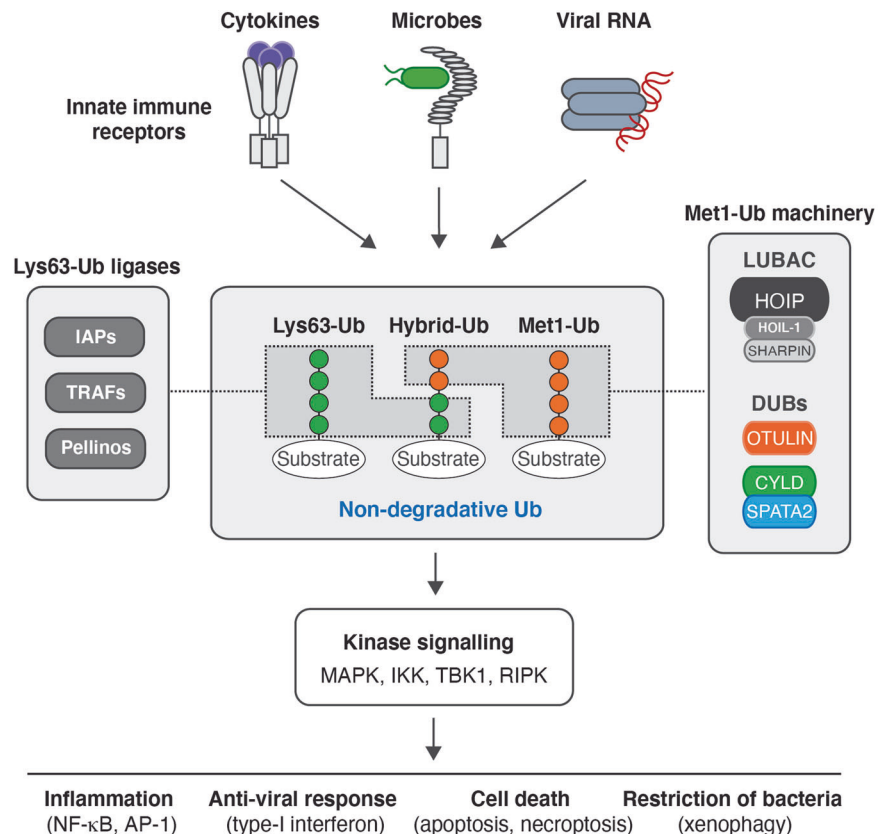 Cytokines
Microbes
Viral RNA
Innate immune
receptors
Met1-Ub machinery
Lys63-Ub ligases
LUBAC
HOIP
HOIL-1
SHARPIN
IAPs
TRAFs
Pellinos
Lys63-Ub
Hybrid-Ub
Met1-Ub
Substrate
Substrate
Substrate
Non-degradative Ub
DUBs
OTULIN
CYLD
SPATA2
Kinase signalling
MAPK, IKK, TBK1, RIPK
Inflammation
(NF-κB, AP-1)
Anti-viral response
(type-I interferon)
Cell death
(apoptosis, necroptosis)
Restriction of bacteria
(xenophagy)